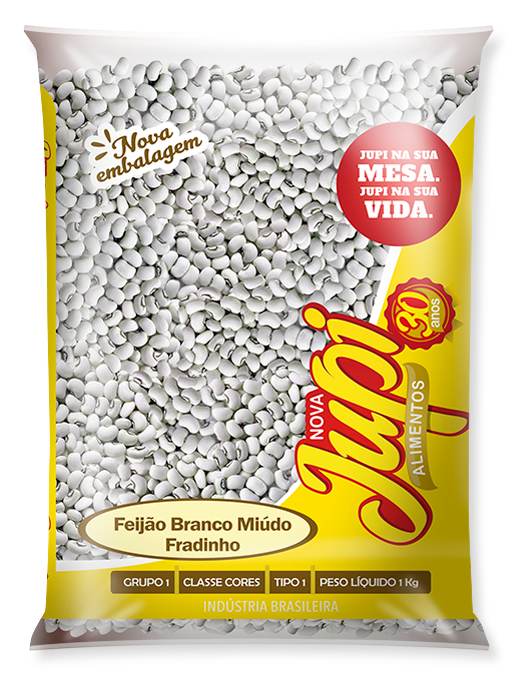 Nova
embalagem
JUPI NA SUA
MESA.
JUPI NA SUA
VIDA.
30
anos
NOVA
Jupi
ALIMENTOS
Feijão Branco Miúdo
Fradinho
GRUPO 1 CLASSE CORES TIPO 1 PESO LÍQUIDO 1 Kg
INDÚSTRIA BRASILEIRA